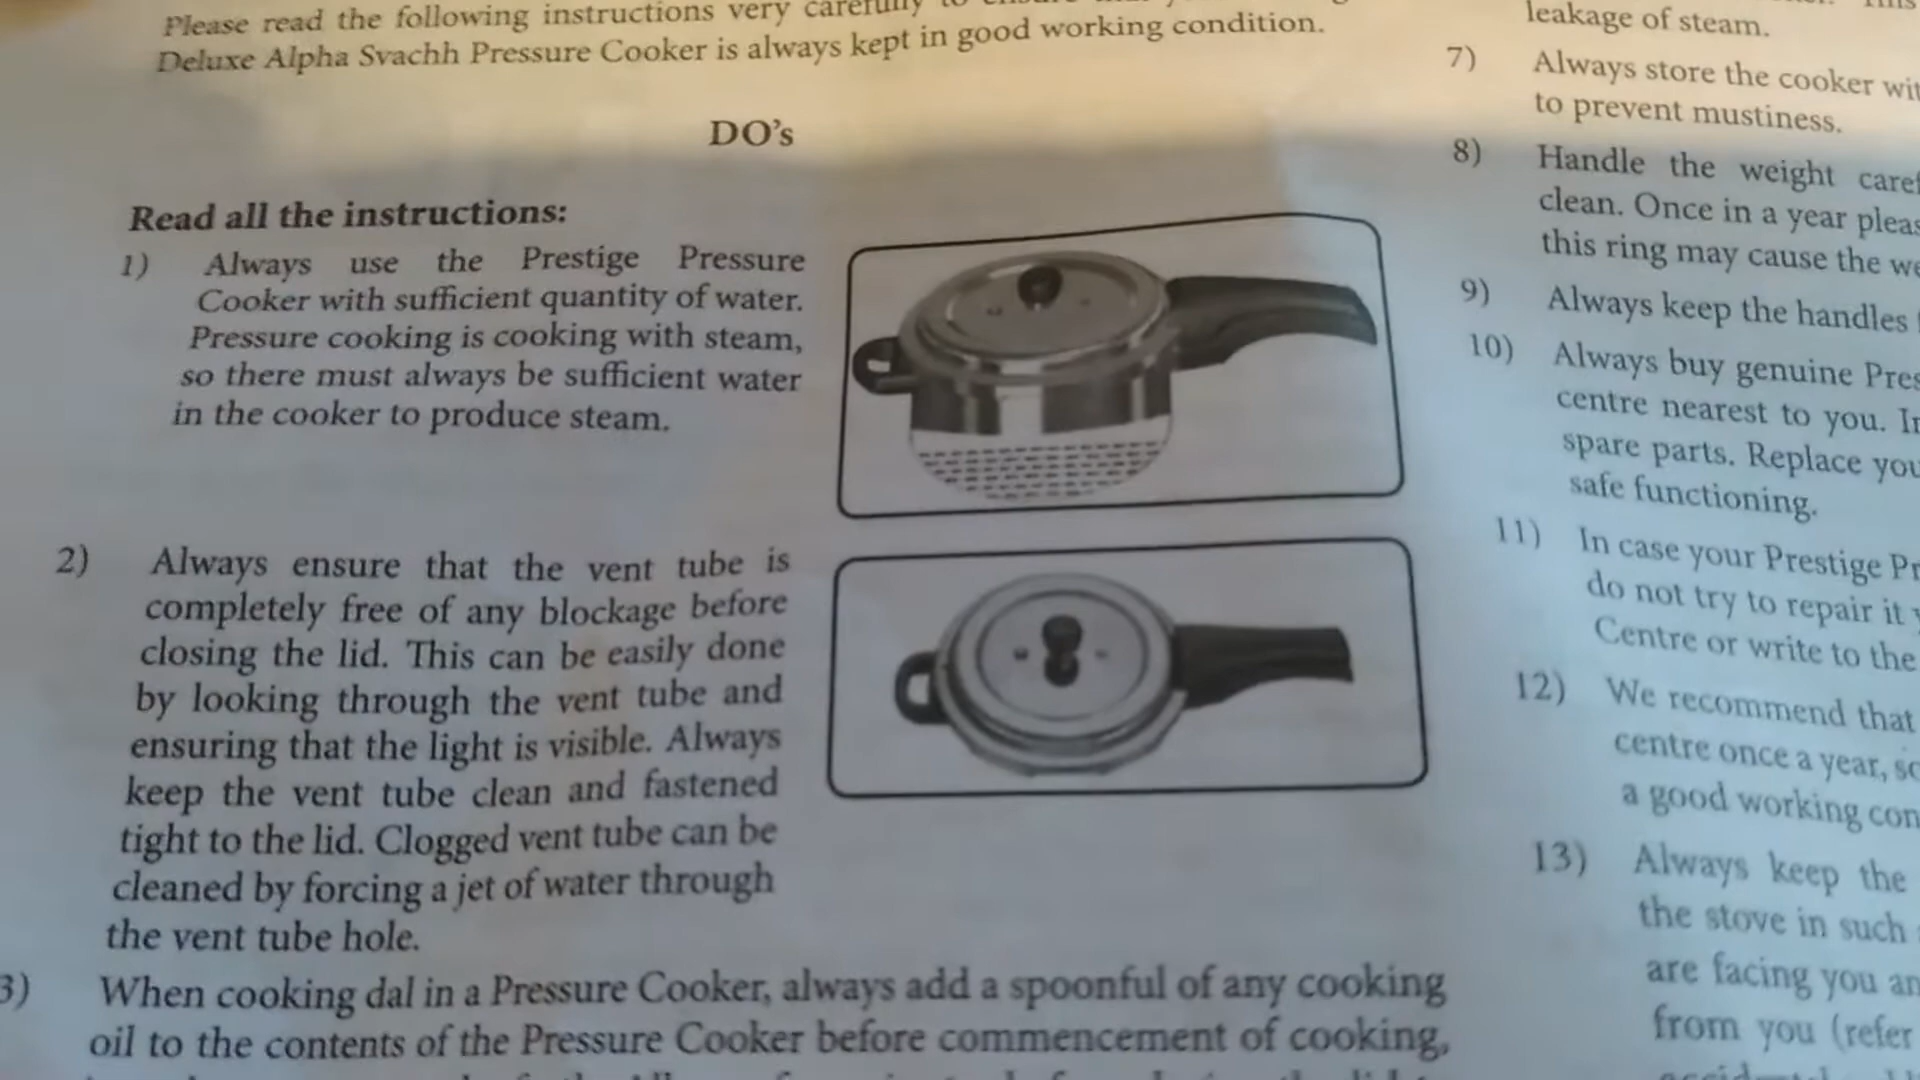 Please read the following instructions very carefully to
Deluxe Alpha Svachh Pressure Cooker is always kept in good working condition.
DO's
Read all the instructions:
1) Always use the Prestige Pressure
Cooker with sufficient quantity of water.
Pressure cooking is cooking with steam,
so there must always be sufficient water
in the cooker to produce steam.
2) Always ensure that the vent tube is
completely free of any blockage before
closing the lid. This can be easily done
by looking through the vent tube and
ensuring that the light is visible. Always
keep the vent tube clean and fastened
tight to the lid. Clogged vent tube can be
cleaned by forcing a jet of water through
the vent tube hole.
3) When cooking dal in a Pressure Cooker, always add a spoonful of any cooking
oil to the contents of the Pressure Cooker before commencement of cooking,
leakage of steam.
7) Always store the cooker
to prevent mustiness.
8) Handle the weight
clean. Once in a year
this ring may cause the
9) Always keep the handles
10) Always buy genuine
centre nearest to you.
spare parts. Replace
safe functioning.
11) In case your Prestige
do not try to repair it
Centre or write to the
12) We recommend that
centre once a year,
a good working
13) Always keep the
the stove in such
are facing you
from you (refer